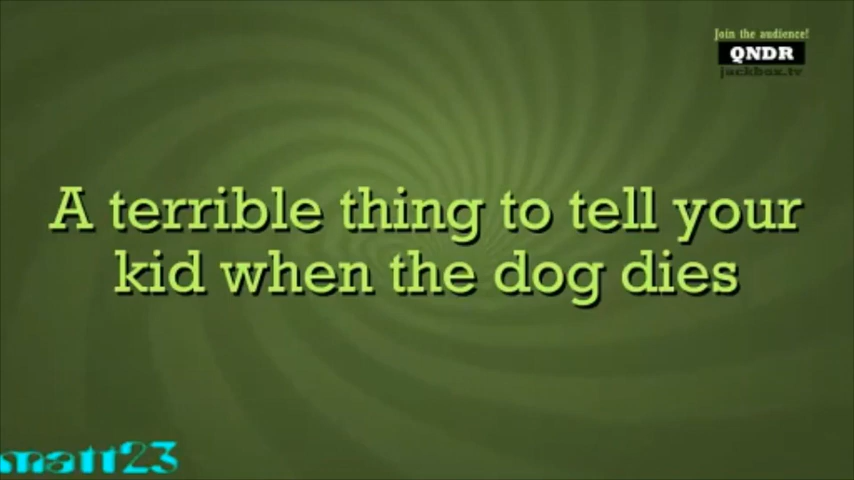 Join the audience!
QNDR
jackbox.tv
A terrible thing to tell your
kid when the dog dies
matt23